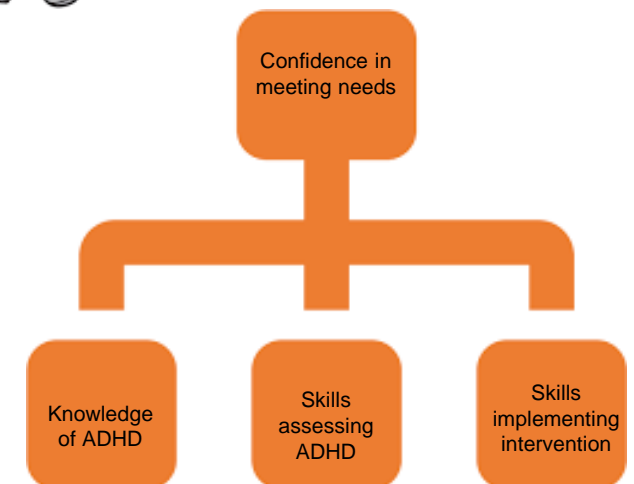 Confidence in
meeting needs
Knowledge
of ADHD
Skills
assessing
ADHD
Skills
implementing
intervention